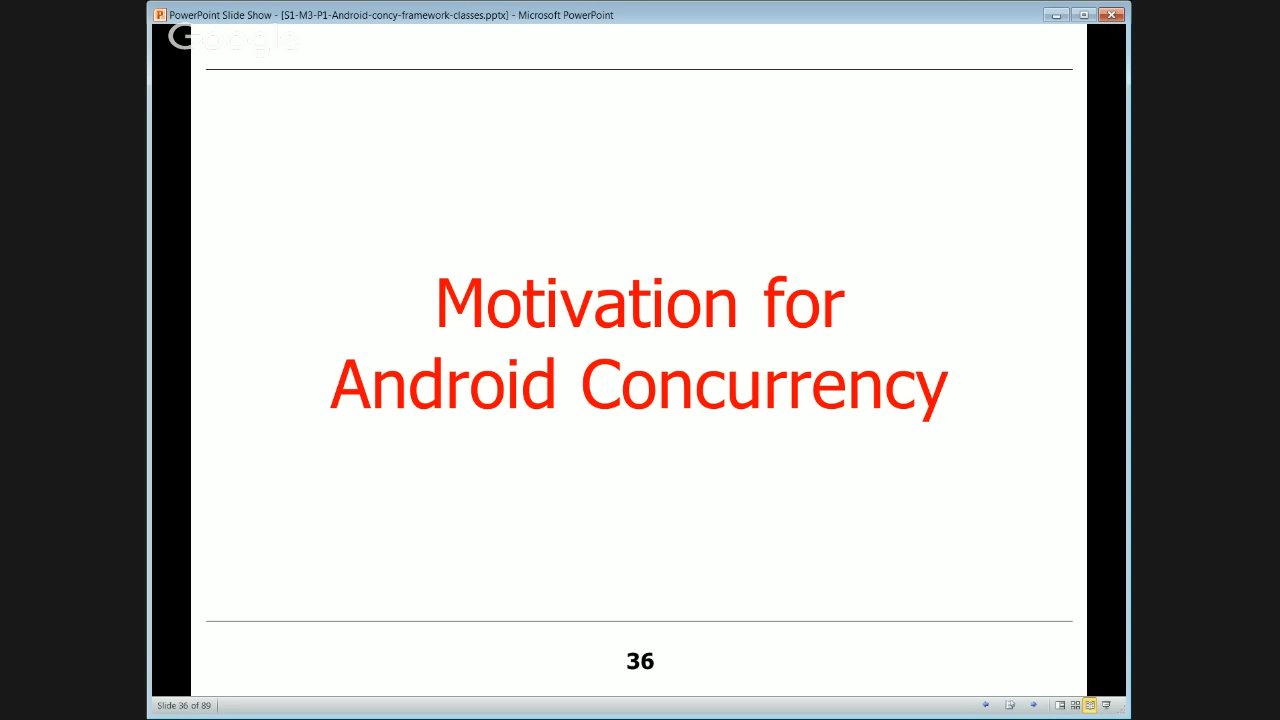 PowerPoint Slide Show - [S1-M3-P1-Android-concy-framework-classes.pptx] - Microsoft PowerPoint
Google
Motivation for
Android Concurrency
36
Slide 36 of 89